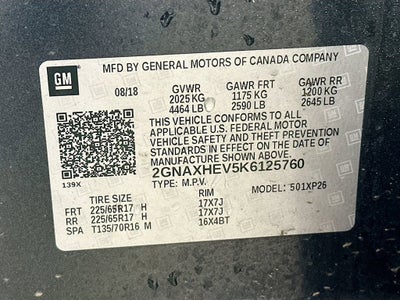 GM
MFD BY GENERAL MOTORS OF CANADA COMPANY
08/18 GVWR GAWR FRT GAWR RR
2025 KG 1175 KG 1200 KG
4464 LB 2590 LB 2645 LB
THIS VEHICLE CONFORMS TO ALL
APPLICABLE U.S. FEDERAL MOTOR
VEHICLE SAFETY AND THEFT PREVENTION
STANDARDS IN EFFECT ON THE DATE OF
MANUFACTURE SHOWN ABOVE.
139X
2GNAXHEV5K6125760
TYPE: M.P.V. MODEL: 501XP26
TIRE SIZE RIM
FRT 225/65R17 H 17X7J
RR 225/65R17 H 17X7J
SPA T135/70R16 M 16X4BT